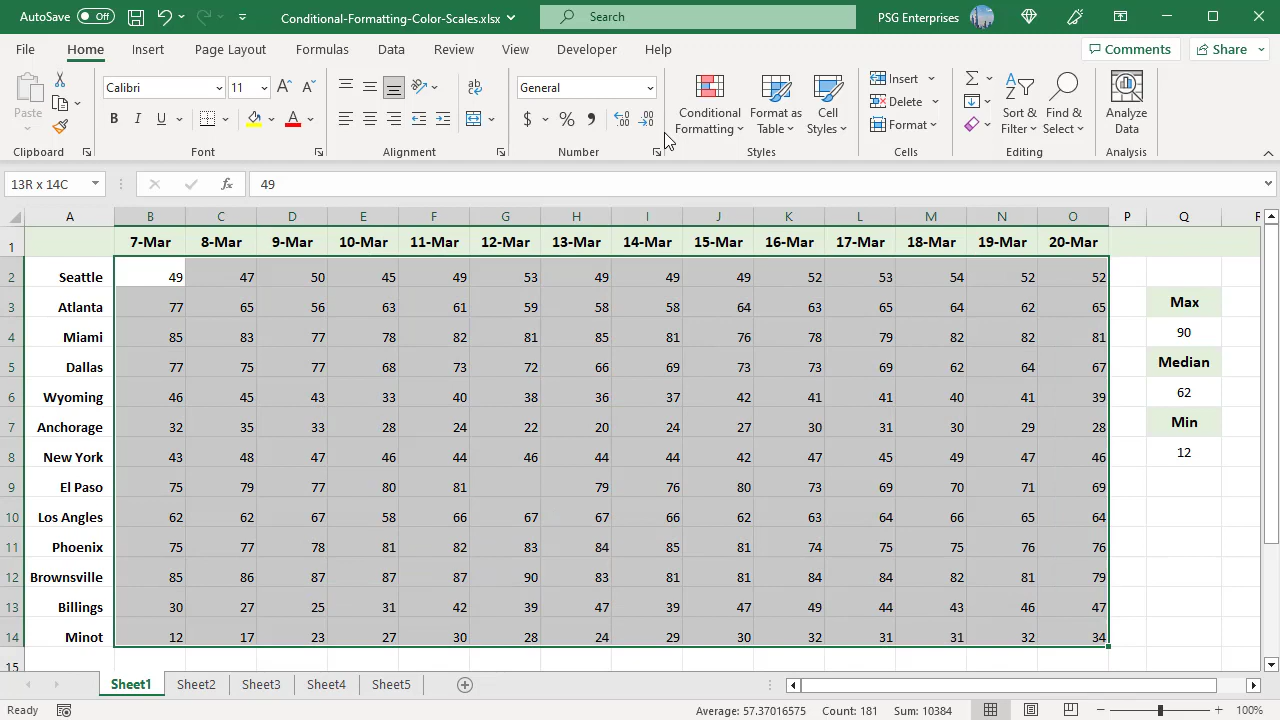 AutoSave Off Conditional-Formatting-Color-Scales.xlsx Search PSG Enterprises
File Home Insert Page Layout Formulas Data Review View Developer Help Comments Share
Paste Calibri 11 General Conditional Formatting Format as Table Cell Styles Insert Delete Format Sort & Filter Find & Select Analyze Data
Clipboard Font Alignment Number Styles Cells Editing Analysis
13R x 14C 49
A B C D E F G H I J K L M N O P Q
1 7-Mar 8-Mar 9-Mar 10-Mar 11-Mar 12-Mar 13-Mar 14-Mar 15-Mar 16-Mar 17-Mar 18-Mar 19-Mar 20-Mar
2 Seattle 49 47 50 45 49 53 49 49 49 52 53 54 52 52
3 Atlanta 77 65 56 63 61 59 58 58 64 63 65 64 62 65 Max
4 Miami 85 83 77 78 82 81 85 81 76 78 79 82 82 81 90
5 Dallas 77 75 77 68 73 72 66 69 73 73 69 62 64 67 Median
6 Wyoming 46 45 43 33 40 38 36 37 42 41 41 40 41 39 62
7 Anchorage 32 35 33 28 24 22 20 24 27 30 31 30 29 28 Min
8 New York 43 48 47 46 44 46 44 44 42 47 45 49 47 46 12
9 El Paso 75 79 77 80 81 79 76 80 73 69 70 71 69
10 Los Angles 62 62 67 58 66 67 67 66 62 63 64 66 65 64
11 Phoenix 75 77 78 81 82 83 84 85 81 74 75 75 76 76
12 Brownsville 85 86 87 87 87 90 83 81 81 84 84 82 81 79
13 Billings 30 27 25 31 42 39 47 39 47 49 44 43 46 47
14 Minot 12 17 23 27 30 28 24 29 30 32 31 31 32 34
15
Sheet1 Sheet2 Sheet3 Sheet4 Sheet5
Ready Average: 57.37016575 Count: 181 Sum: 10384 100%